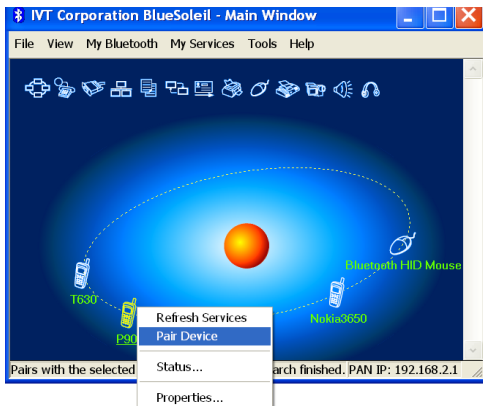 IVT Corporation BlueSoleil - Main Window
File View My Bluetooth My Services Tools Help
Bluetooth HID Mouse
T630
Nokia3650
P90
Refresh Services
Pair Device
Status...
Properties...
Pairs with the selected arch finished. PAN IP: 192.168.2.1